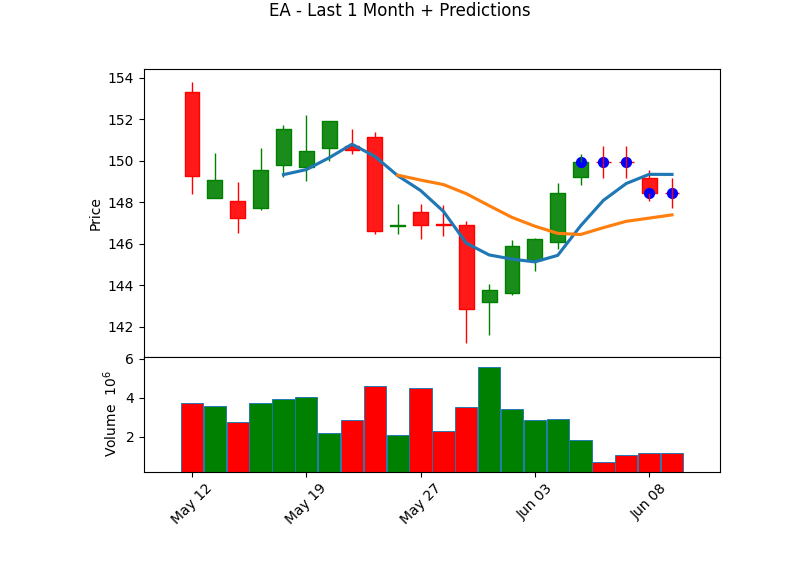 EA - Last 1 Month + Predictions
154
152
150
148
146
144
142
Price
6
4
2
Volume 10^6
May 12
May 19
May 27
Jun 03
Jun 08